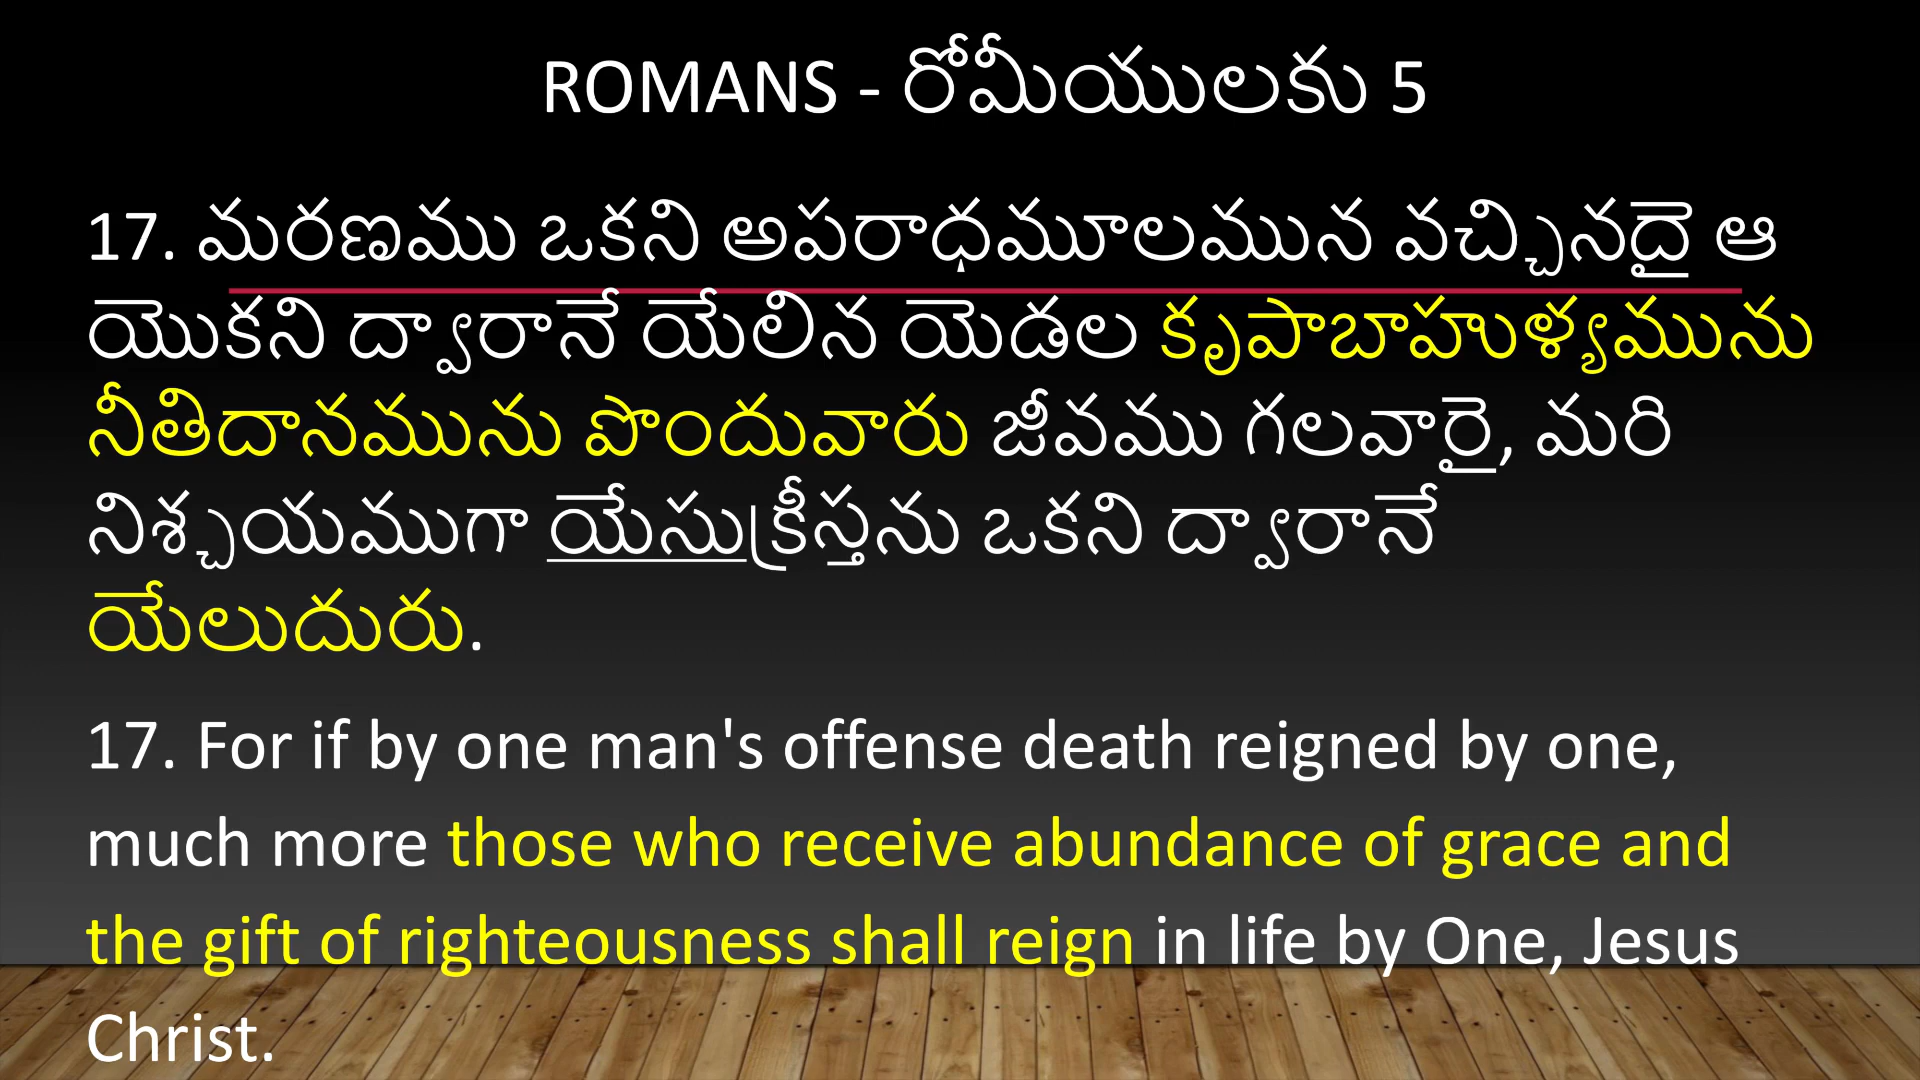 ROMANS - రోమీయులకు 5
17. మరణము ఒకని అపరాధమూలమున వచ్చినదై ఆ
యొకని ద్వారానే యేలిన యెడల కృపాబాహుళ్యమును
నీతిదానమును పొందువారు జీవము గలవారై, మరి
నిశ్చయముగా యేసుక్రీస్తను ఒకని ద్వారానే
యేలుదురు.
17. For if by one man's offense death reigned by one,
much more those who receive abundance of grace and
the gift of righteousness shall reign in life by One, Jesus
Christ.